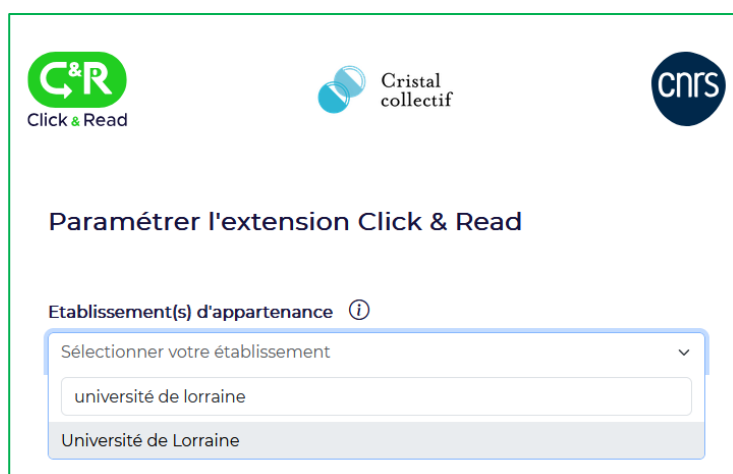 C&R
Click & Read
Cristal
collectif
cnrs
Paramétrer l'extension Click & Read
Etablissement(s) d'appartenance i
Sélectionner votre établissement
université de lorraine
Université de Lorraine